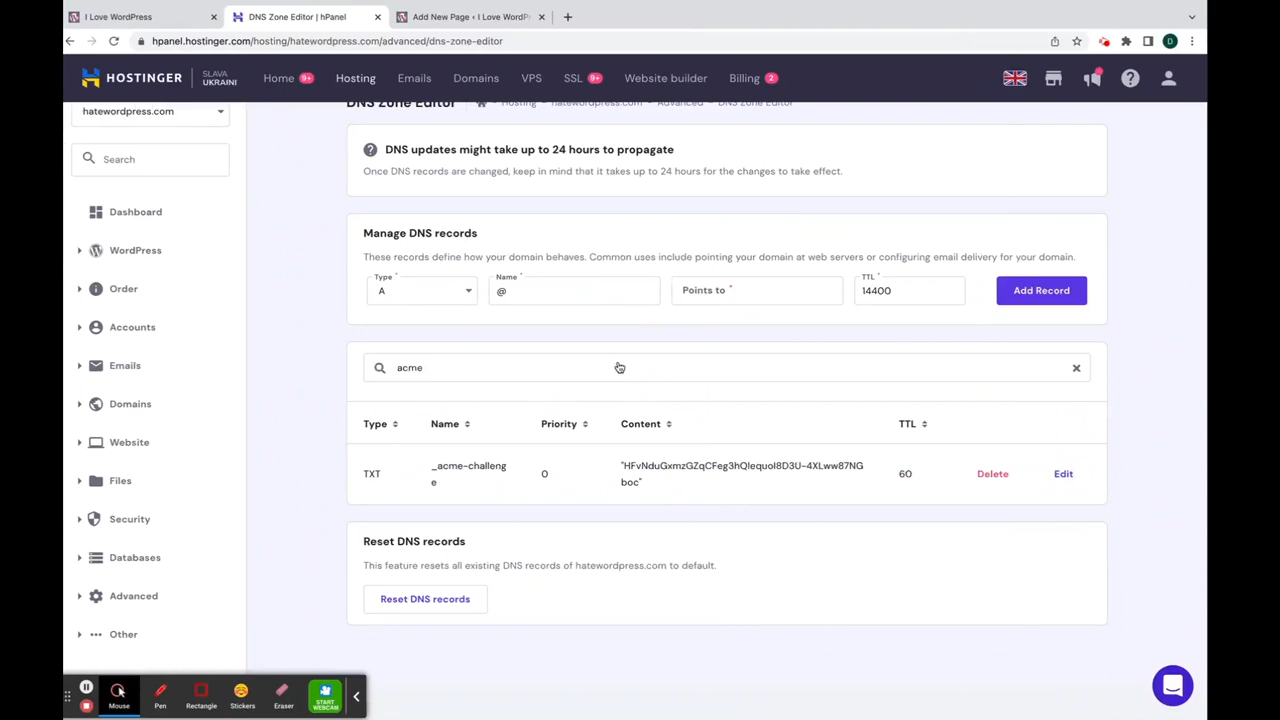 I Love WordPress
DNS Zone Editor | hPanel
Add New Page ‹ I Love WordPr
hpanel.hostinger.com/hosting/hatewordpress.com/advanced/dns-zone-editor
D
HOSTINGER
SLAVA
UKRAINI
Home 9+
Hosting
Emails
Domains
VPS
SSL 9+
Website builder
Billing 2
hatewordpress.com
DNS Zone Editor
Hosting - hatewordpress.com - Advanced - DNS Zone Editor
Search
Dashboard
WordPress
Order
Accounts
Emails
Domains
Website
Files
Security
Databases
Advanced
Other
DNS updates might take up to 24 hours to propagate
Once DNS records are changed, keep in mind that it takes up to 24 hours for the changes to take effect.
Manage DNS records
These records define how your domain behaves. Common uses include pointing your domain at web servers or configuring email delivery for your domain.
Type *
A
Name *
@
Points to *
TTL *
14400
Add Record
acme
Type
Name
Priority
Content
TTL
TXT
_acme-challeng
e
0
"HFvNduGxmzGZqCFeg3hQlequol8D3U-4XLww87NG
boc"
60
Delete
Edit
Reset DNS records
This feature resets all existing DNS records of hatewordpress.com to default.
Reset DNS records
Mouse
Pen
Rectangle
Stickers
Eraser
START
WEBCAM